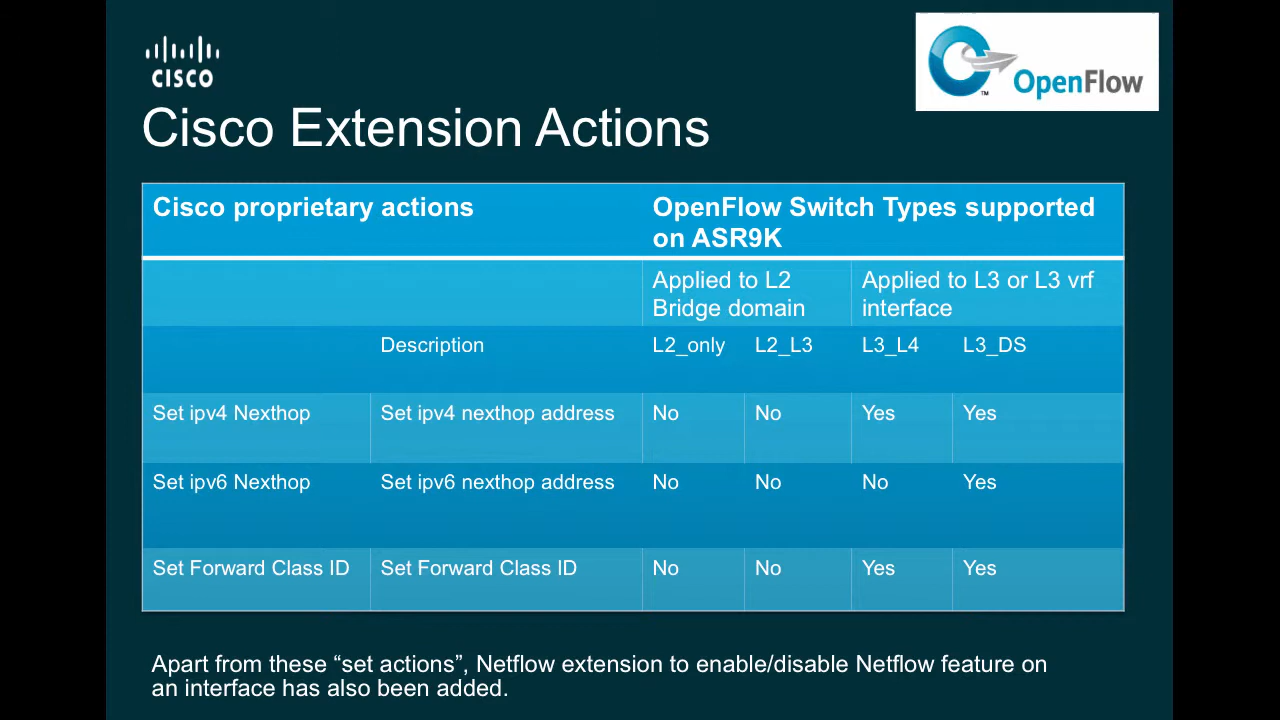 CISCO
TM
OpenFlow
Cisco Extension Actions
Cisco proprietary actions
OpenFlow Switch Types supported
on ASR9K
Applied to L2
Bridge domain
Applied to L3 or L3 vrf
interface
Description L2_only L2_L3 L3_L4 L3_DS
Set ipv4 Nexthop Set ipv4 nexthop address No No Yes Yes
Set ipv6 Nexthop Set ipv6 nexthop address No No No Yes
Set Forward Class ID Set Forward Class ID No No Yes Yes
Apart from these “set actions”, Netflow extension to enable/disable Netflow feature on
an interface has also been added.